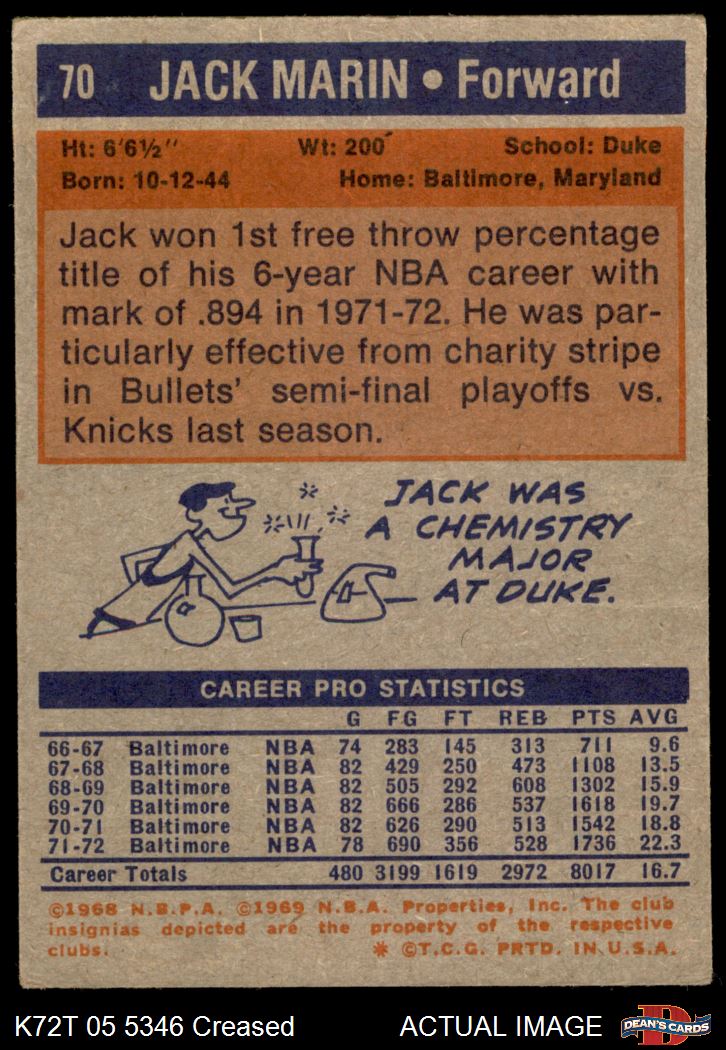 70 JACK MARIN • Forward
Ht: 6'6½" Wt: 200 School: Duke
Born: 10-12-44 Home: Baltimore, Maryland
Jack won 1st free throw percentage
title of his 6-year NBA career with
mark of .894 in 1971-72. He was par-
ticularly effective from charity stripe
in Bullets' semi-final playoffs vs.
Knicks last season.
JACK WAS
A CHEMISTRY
MAJOR
AT DUKE.
CAREER PRO STATISTICS
G FG FT REB PTS AVG
66-67 Baltimore NBA 74 283 145 313 711 9.6
67-68 Baltimore NBA 82 429 250 473 1108 13.5
68-69 Baltimore NBA 82 505 292 608 1302 15.9
69-70 Baltimore NBA 82 666 286 537 1618 19.7
70-71 Baltimore NBA 82 626 290 513 1542 18.8
71-72 Baltimore NBA 78 690 356 528 1736 22.3
Career Totals 480 3199 1619 2972 8017 16.7
©1968 N.B.P.A. ©1969 N.B.A. Properties, Inc. The club
insignias depicted are the property of the respective
clubs. * ©T.C.G. PRTD. IN U.S.A.
K72T 05 5346 Creased ACTUAL IMAGE
D
DEAN'S CARDS